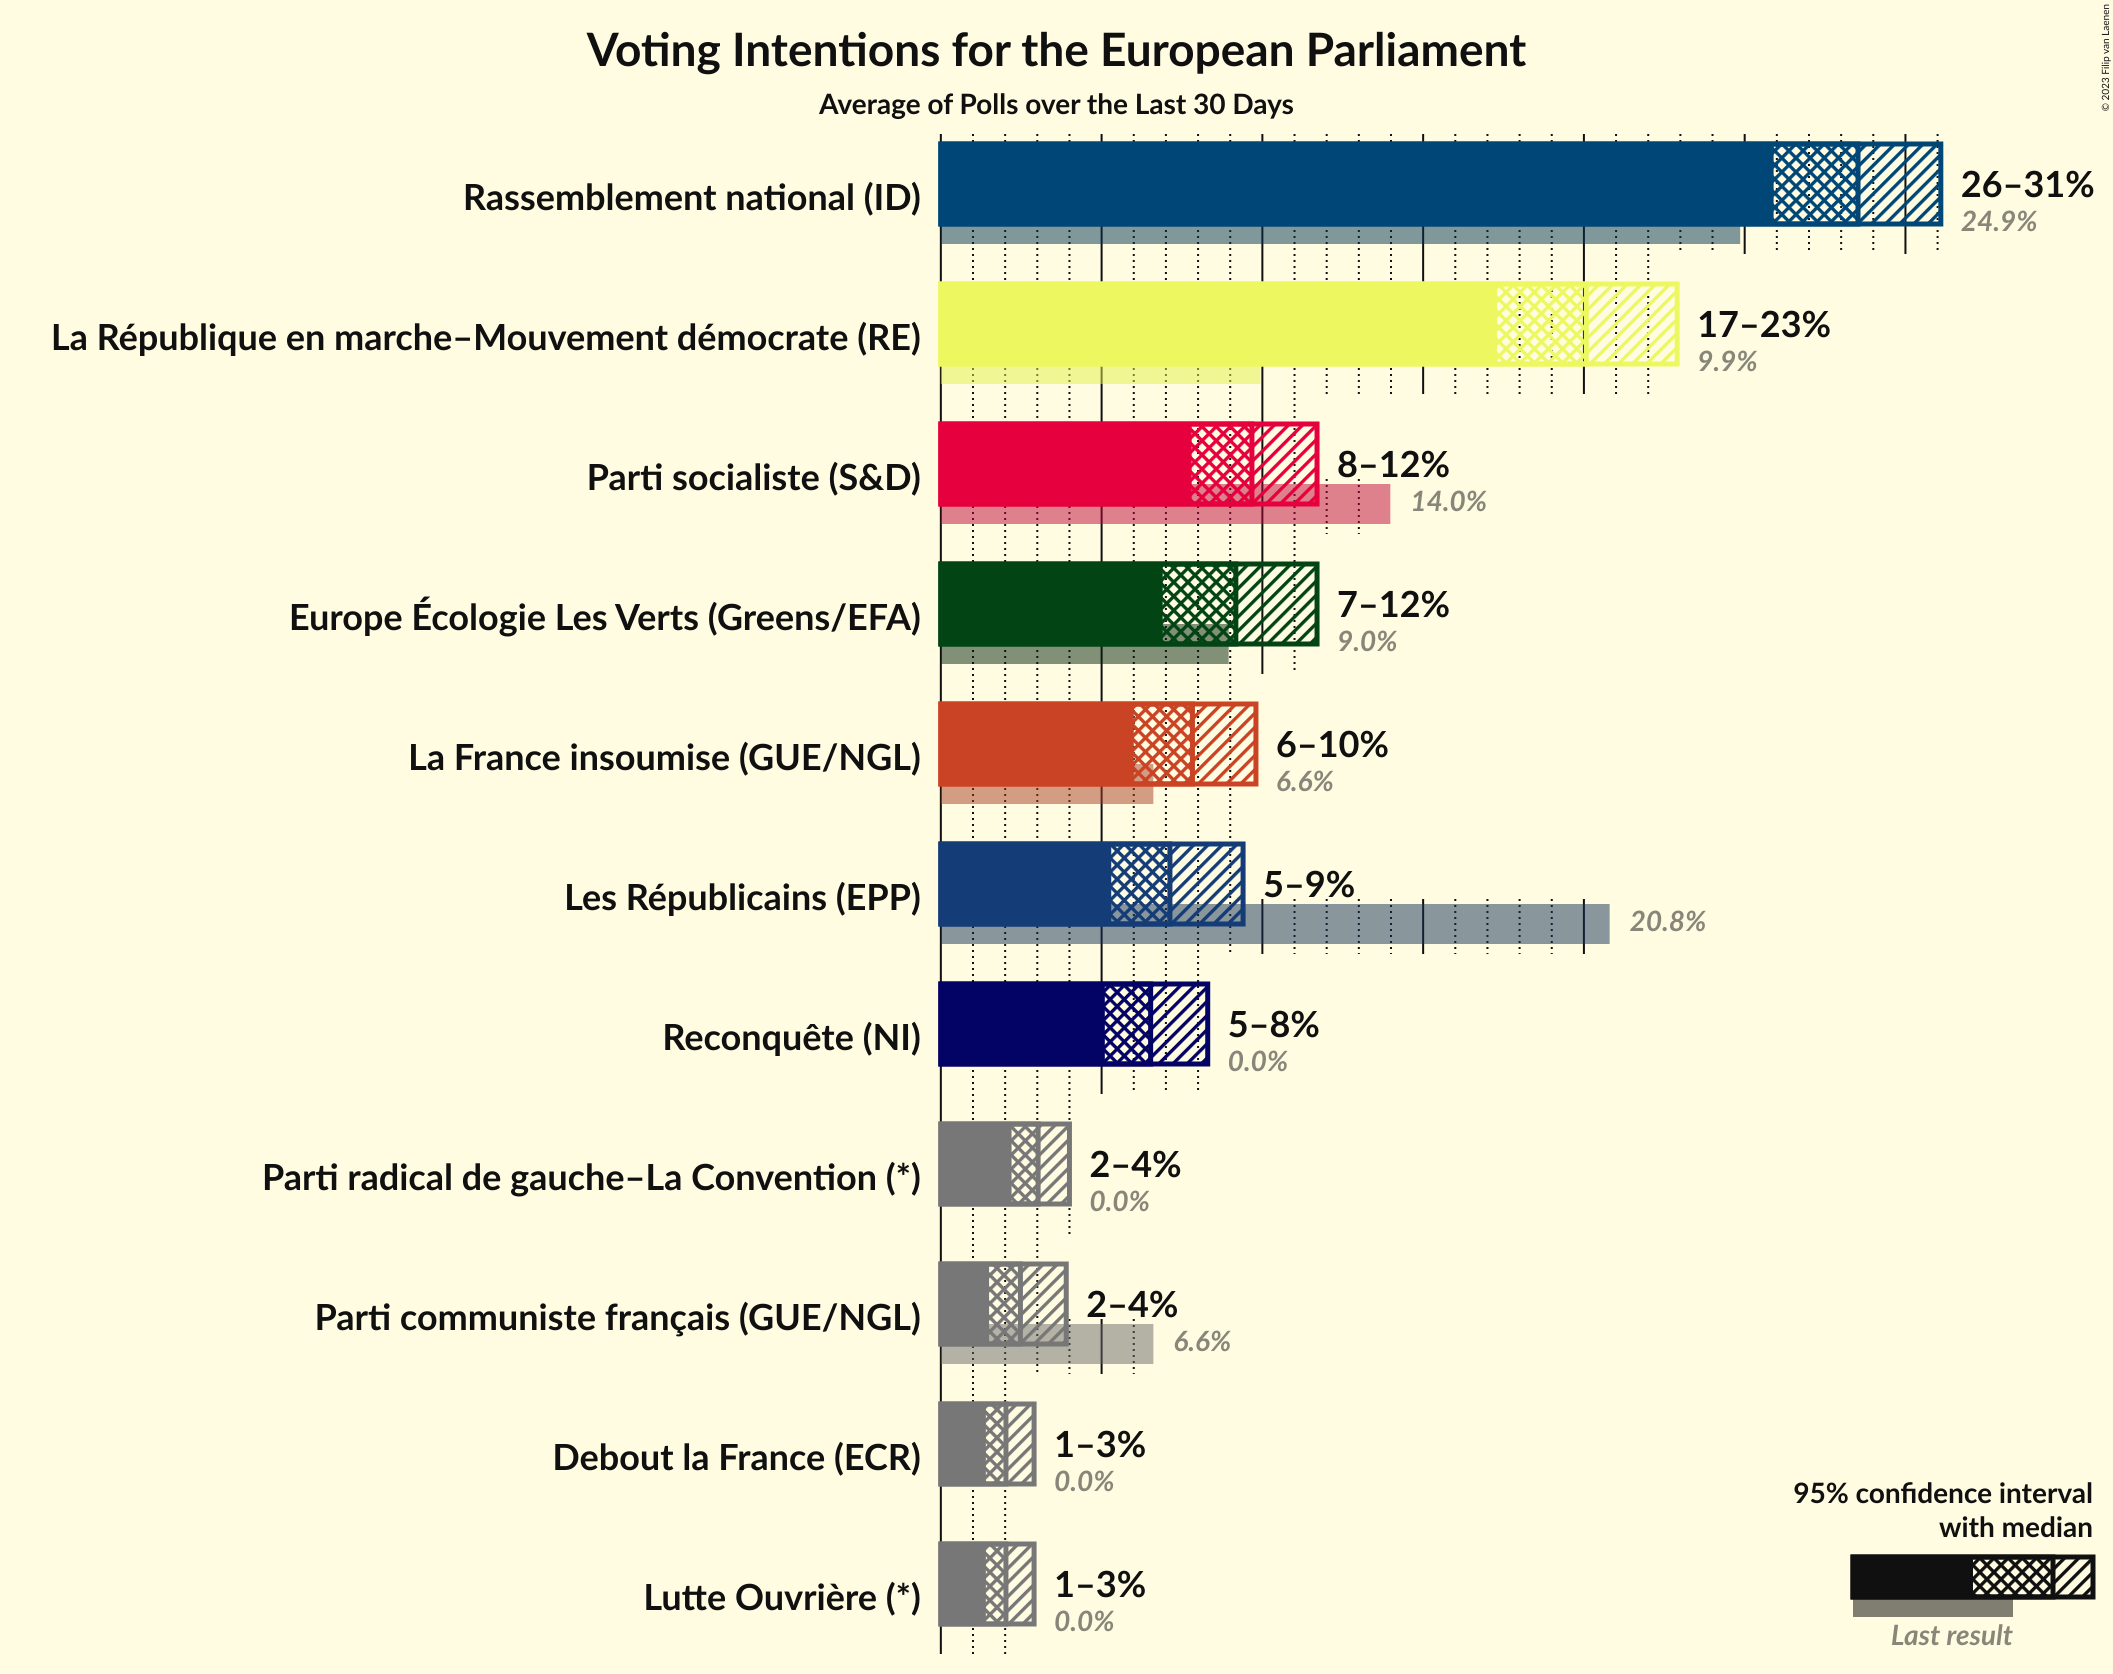 © 2023 Filip van Laenen
Voting Intentions for the European Parliament
Average of Polls over the Last 30 Days
Rassemblement national (ID)
26–31%
24.9%
La République en marche–Mouvement démocrate (RE)
17–23%
9.9%
Parti socialiste (S&D)
8–12%
14.0%
Europe Écologie Les Verts (Greens/EFA)
7–12%
9.0%
La France insoumise (GUE/NGL)
6–10%
6.6%
Les Républicains (EPP)
5–9%
20.8%
Reconquête (NI)
5–8%
0.0%
Parti radical de gauche–La Convention (*)
2–4%
0.0%
Parti communiste français (GUE/NGL)
2–4%
6.6%
Debout la France (ECR)
1–3%
0.0%
Lutte Ouvrière (*)
1–3%
0.0%
95% confidence interval
with median
Last result